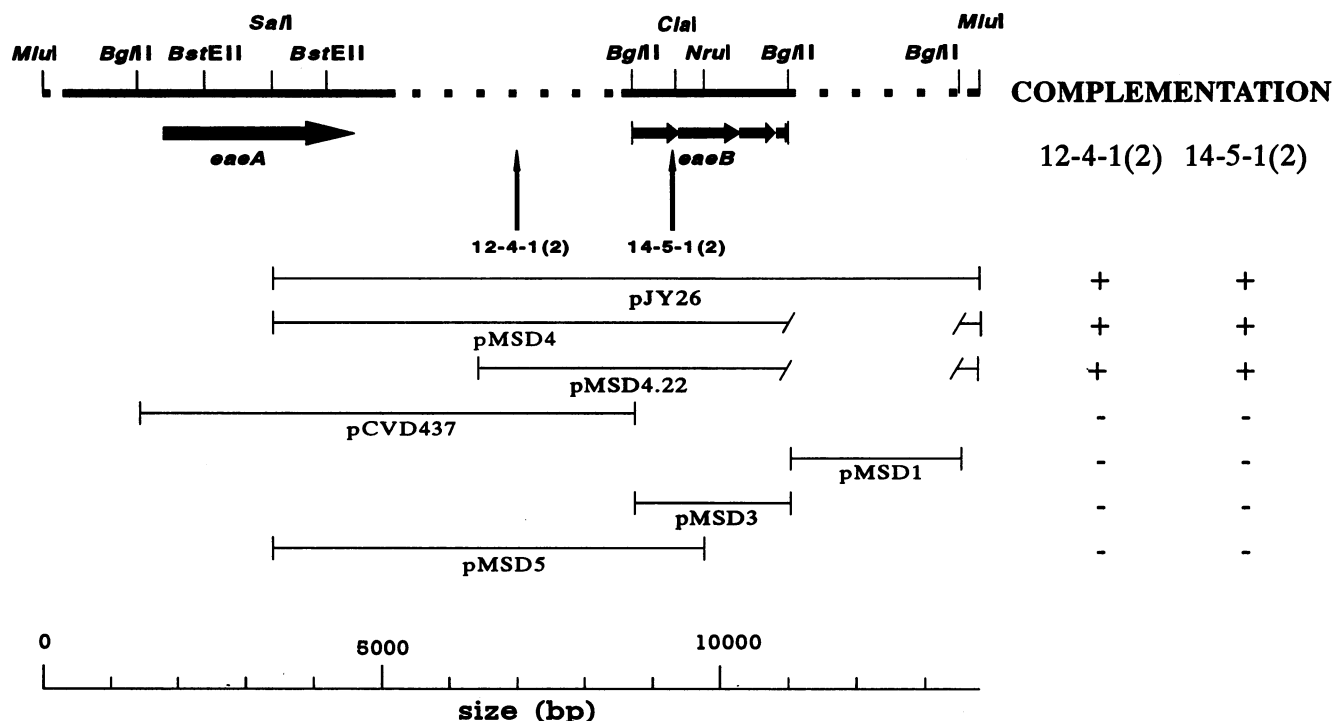 SalI ClaI MluI
MluI BglII BstEII BstEII BglII NruI BglII BglII
COMPLEMENTATION
eaeA eaeB
12-4-1(2) 14-5-1(2)
12-4-1(2) 14-5-1(2)
pJY26 + +
pMSD4 + +
pMSD4.22 + +
pCVD437 - -
pMSD1 - -
pMSD3 - -
pMSD5 - -
0 5000 10000
size (bp)